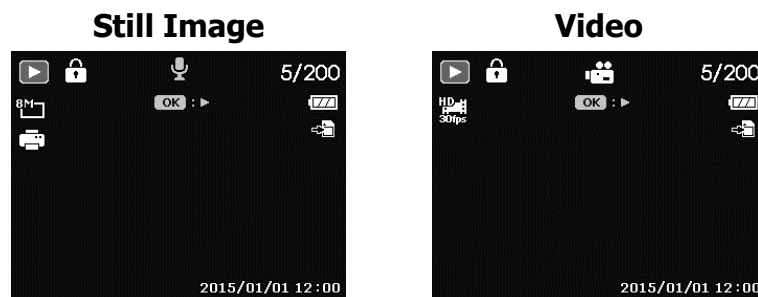 Still Image Video
5/200 5/200
8M OK : HD OK :
30fps
2015/01/01 12:00 2015/01/01 12:00